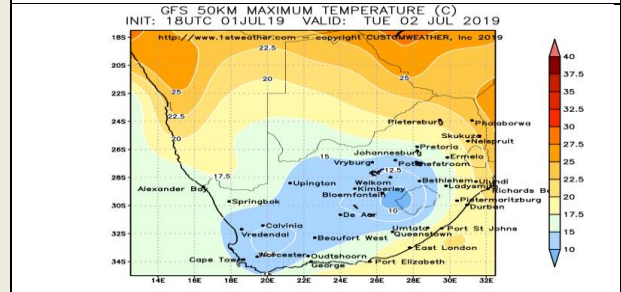 GFS 50KM MAXIMUM TEMPERATURE (C)
INIT: 18UTC 01JUL19 VALID: TUE 02 JUL 2019
http://www.1stweather.com — copyright CUSTOMWEATHER, Inc 2019
18S
20S
22S
24S
26S
28S
30S
32S
34S
14E 16E 18E 20E 22E 24E 26E 28E 30E 32E
22.5
20
25
25
22.5
20
17.5
15
12.5
10
Pietersburg
Phalaborwa
Skukuza
Nelspruit
Pretoria
Johannesburg
Ermelo
Vryburg
Potchefstroom
Welkom
Bethlehem
Ulundi
Kimberley
Ladysmith
Richards B
Bloemfontein
Pietermaritzburg
Durban
Alexander Bay
Upington
Springbok
De Aar
Calvinia
Vredendal
Beaufort West
Umtata
Port St Johns
Queenstown
East London
Worcester
Oudtshoorn
Cape Town
George
Port Elizabeth
40
37.5
35
32.5
30
27.5
25
22.5
20
17.5
15
12.5
10